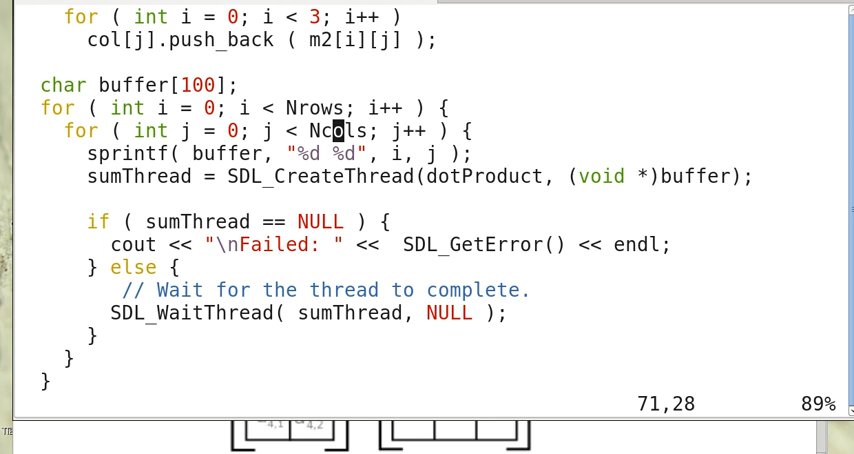 for ( int i = 0; i < 3; i++ )
col[j].push_back ( m2[i][j] );
char buffer[100];
for ( int i = 0; i < Nrows; i++ ) {
for ( int j = 0; j < Ncols; j++ ) {
sprintf( buffer, "%d %d", i, j );
sumThread = SDL_CreateThread(dotProduct, (void *)buffer);
if ( sumThread == NULL ) {
cout << "\nFailed: " <<  SDL_GetError() << endl;
} else {
// Wait for the thread to complete.
SDL_WaitThread( sumThread, NULL );
}
}
}
71,28 89%